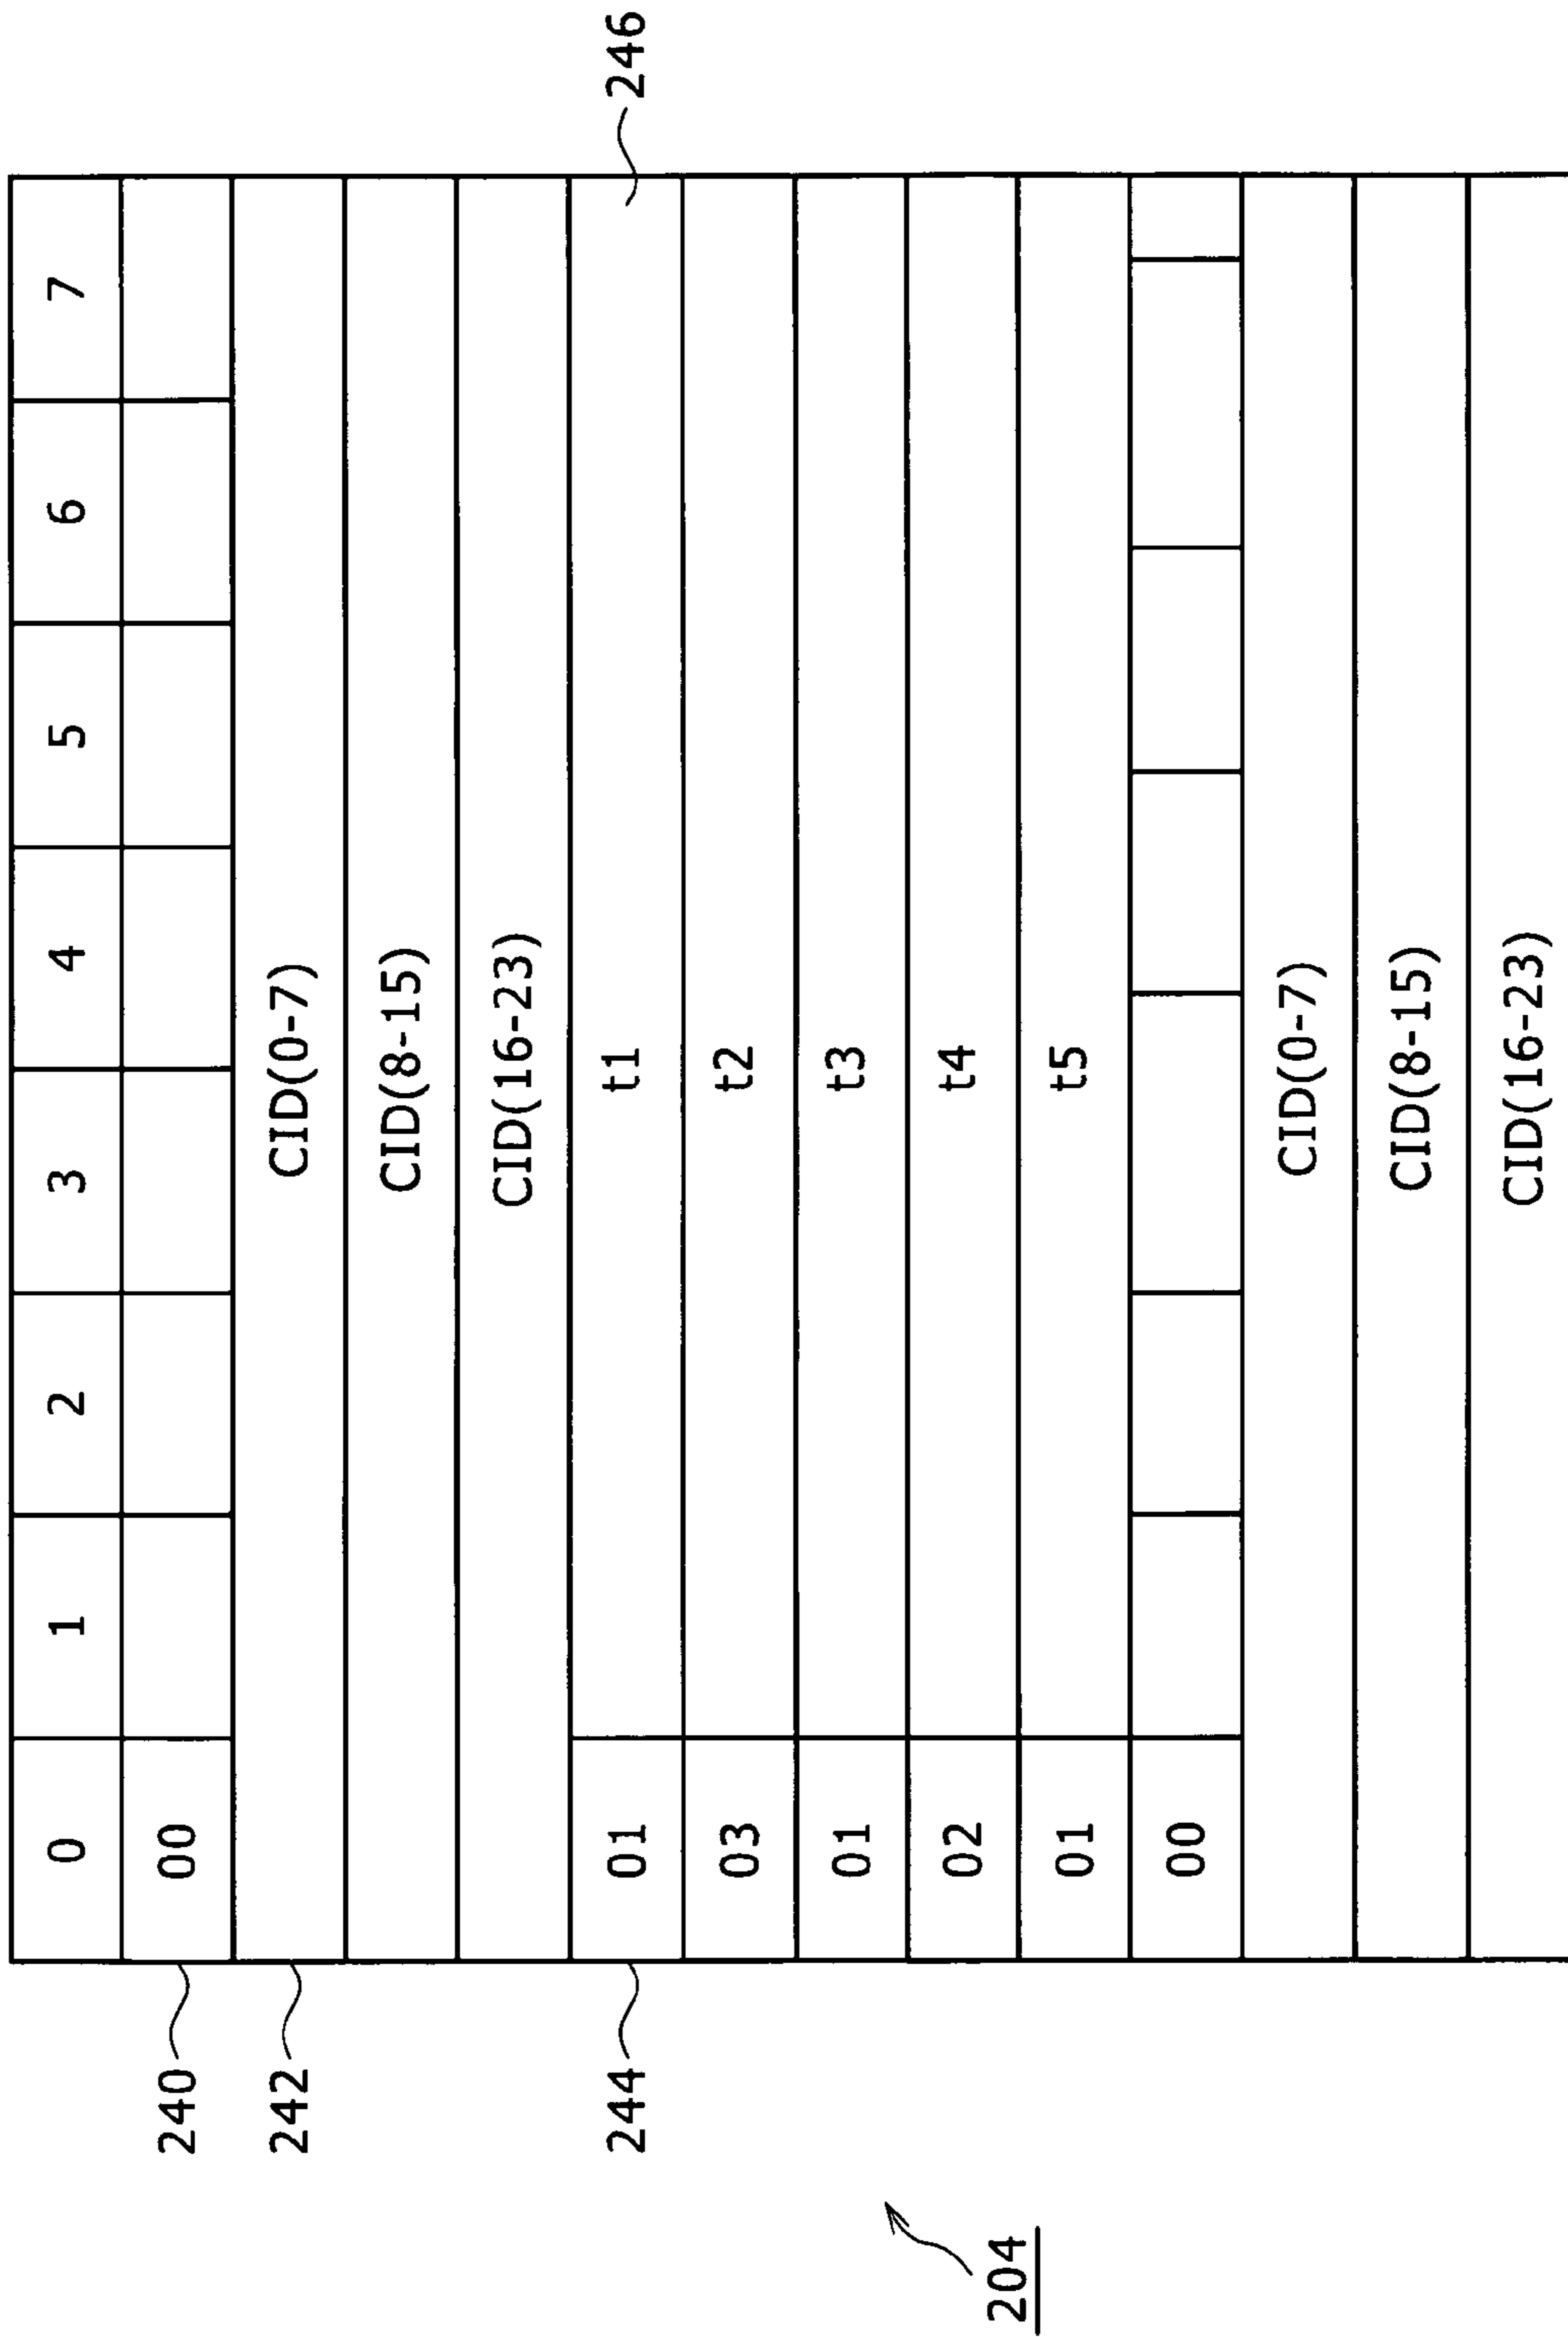 0 1 2 3 4 5 6 7
240 00
242 CID(0-7)
CID(8-15)
CID(16-23)
244 01 t1 246
03 t2
01 t3
02 t4
01 t5
00
CID(0-7)
CID(8-15)
CID(16-23)
204